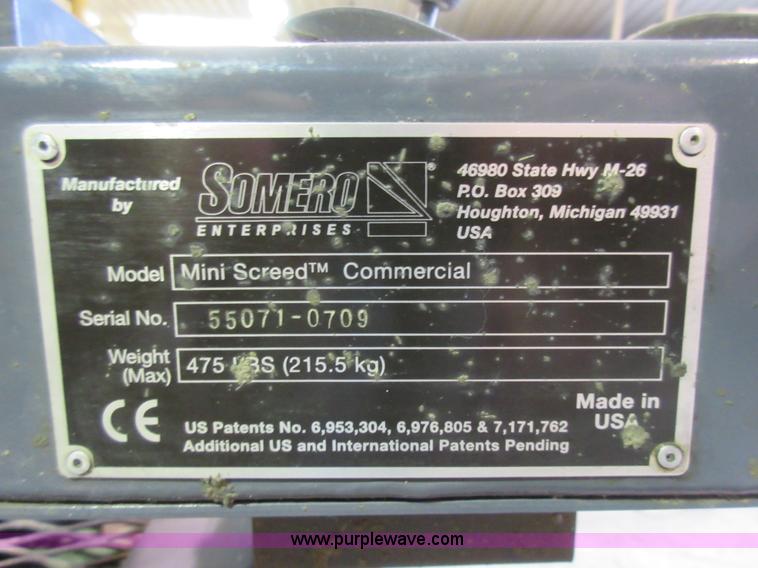 Manufactured by
SOMERO®
ENTERPRISES
46980 State Hwy M-26
P.O. Box 309
Houghton, Michigan 49931
USA
Model Mini Screed™ Commercial
Serial No. 55071-0709
Weight (Max) 475 LBS (215.5 kg)
CE
US Patents No. 6,953,304, 6,976,805 & 7,171,762
Additional US and International Patents Pending
Made in
USA
www.purplewave.com